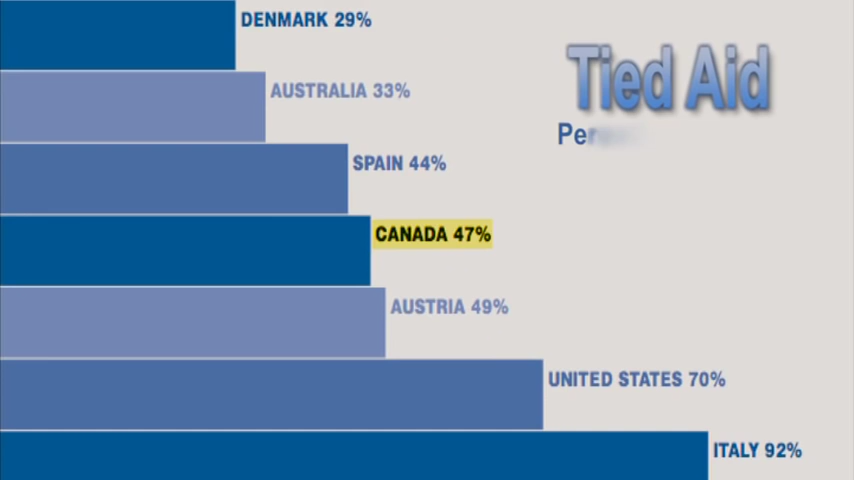 DENMARK 29%
Tied Aid
AUSTRALIA 33%
SPAIN 44%
CANADA 47%
AUSTRIA 49%
UNITED STATES 70%
ITALY 92%